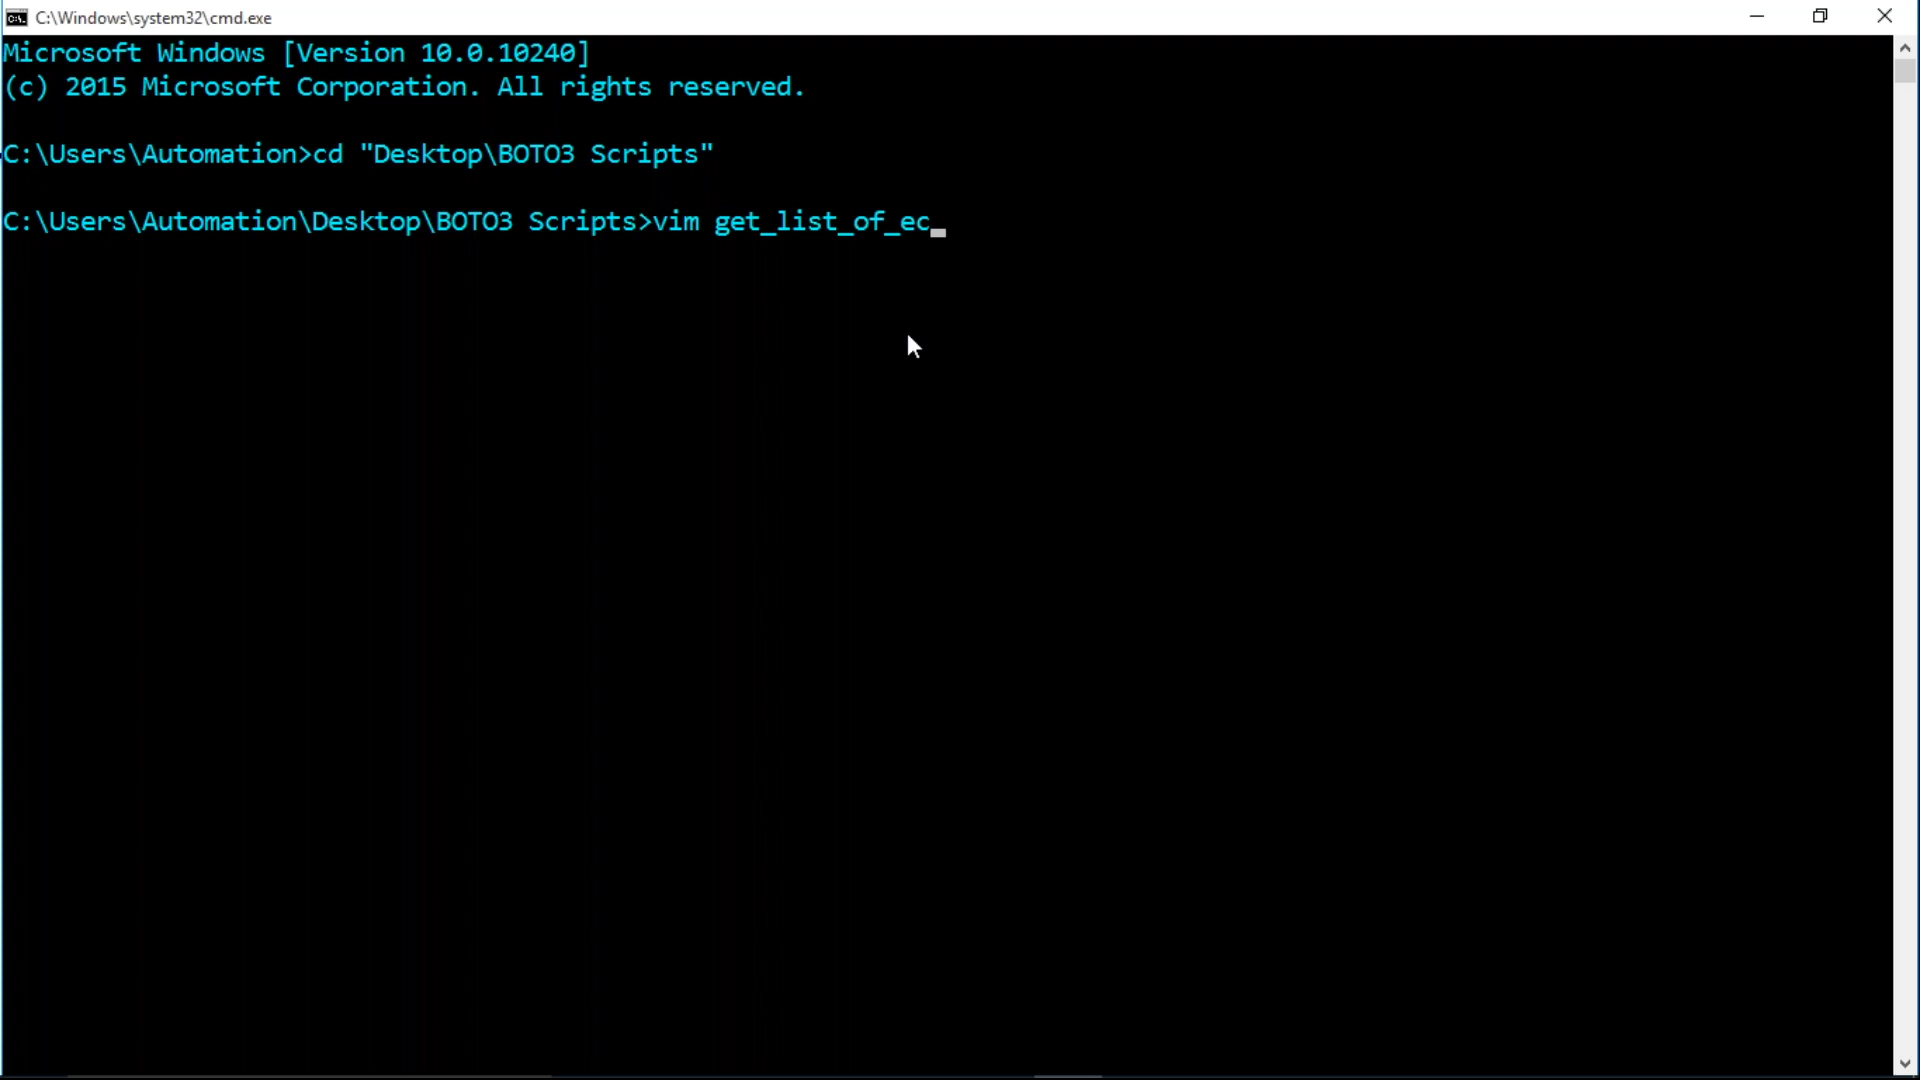 C:\Windows\system32\cmd.exe
Microsoft Windows [Version 10.0.10240]
(c) 2015 Microsoft Corporation. All rights reserved.
C:\Users\Automation>cd "Desktop\BOTO3 Scripts"
C:\Users\Automation\Desktop\BOTO3 Scripts>vim get_list_of_ec